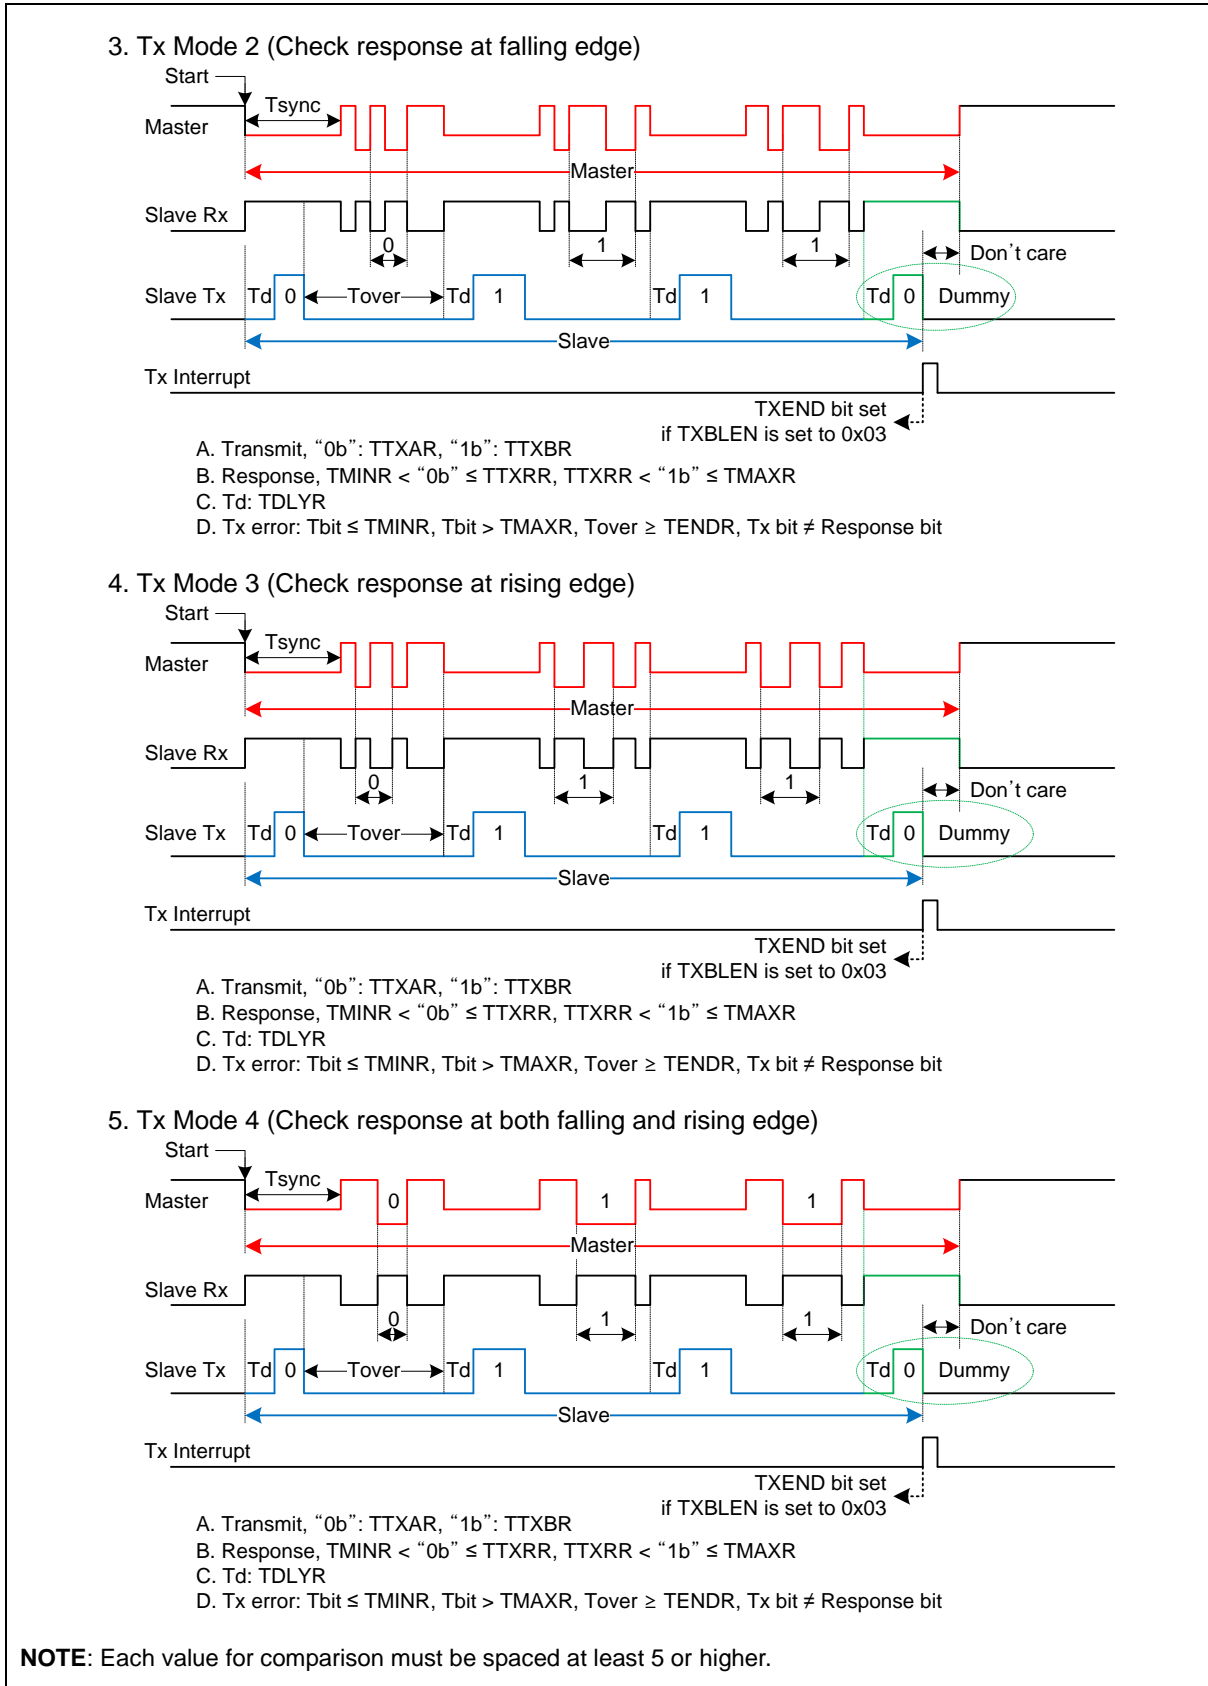 3. Tx Mode 2 (Check response at falling edge)
Start
Tsync
Master
Master
Slave Rx
0 1 1
Don't care
Slave Tx Td 0 Tover Td 1 Td 1 Td 0 Dummy
Slave
Tx Interrupt
TXEND bit set
if TXBLEN is set to 0x03
A. Transmit, “0b”: TTXAR, “1b”: TTXBR
B. Response, TMINR < “0b” ≤ TTXRR, TTXRR < “1b” ≤ TMAXR
C. Td: TDLYR
D. Tx error: Tbit ≤ TMINR, Tbit > TMAXR, Tover ≥ TENDR, Tx bit ≠ Response bit
4. Tx Mode 3 (Check response at rising edge)
Start
Tsync
Master
Master
Slave Rx
0 1 1
Don't care
Slave Tx Td 0 Tover Td 1 Td 1 Td 0 Dummy
Slave
Tx Interrupt
TXEND bit set
if TXBLEN is set to 0x03
A. Transmit, “0b”: TTXAR, “1b”: TTXBR
B. Response, TMINR < “0b” ≤ TTXRR, TTXRR < “1b” ≤ TMAXR
C. Td: TDLYR
D. Tx error: Tbit ≤ TMINR, Tbit > TMAXR, Tover ≥ TENDR, Tx bit ≠ Response bit
5. Tx Mode 4 (Check response at both falling and rising edge)
Start
Tsync
Master 0 1 1
Master
Slave Rx
0 1 1
Don't care
Slave Tx Td 0 Tover Td 1 Td 1 Td 0 Dummy
Slave
Tx Interrupt
TXEND bit set
if TXBLEN is set to 0x03
A. Transmit, “0b”: TTXAR, “1b”: TTXBR
B. Response, TMINR < “0b” ≤ TTXRR, TTXRR < “1b” ≤ TMAXR
C. Td: TDLYR
D. Tx error: Tbit ≤ TMINR, Tbit > TMAXR, Tover ≥ TENDR, Tx bit ≠ Response bit
NOTE: Each value for comparison must be spaced at least 5 or higher.